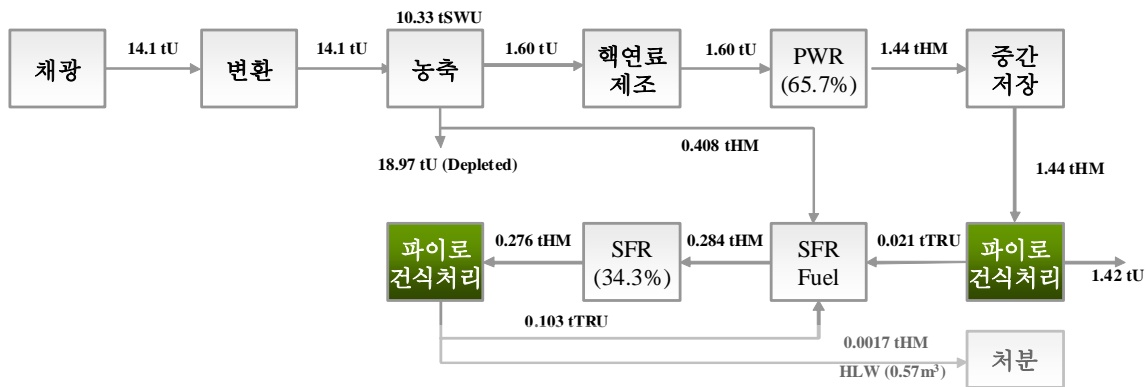 10.33 tSWU
채광
14.1 tU
변환
14.1 tU
농축
1.60 tU
핵연료
제조
1.60 tU
PWR
(65.7%)
1.44 tHM
중간
저장
18.97 tU (Depleted)
0.408 tHM
1.44 tHM
파이로
건식처리
0.276 tHM
SFR
(34.3%)
0.284 tHM
SFR
Fuel
0.021 tTRU
파이로
건식처리
1.42 tU
0.103 tTRU
0.0017 tHM
HLW (0.57m³)
처분